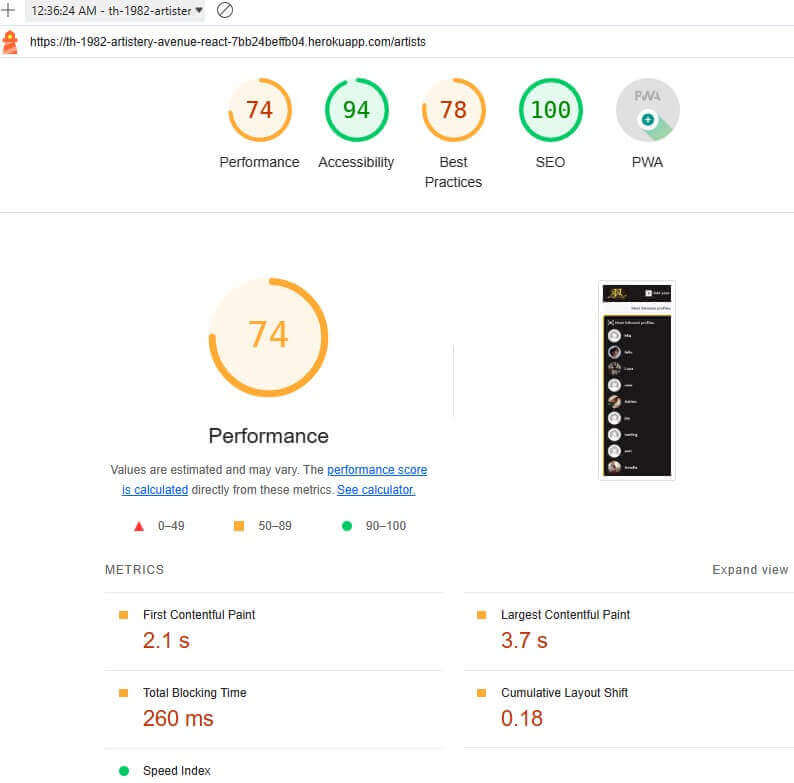 12:36:24 AM - th-1982-artister
https://th-1982-artistery-avenue-react-7bb24beffb04.herokuapp.com/artists
74 94 78 100 PWA
Performance Accessibility Best Practices SEO PWA
74
Performance
Values are estimated and may vary. The performance score
is calculated directly from these metrics. See calculator.
0–49 50–89 90–100
METRICS Expand view
First Contentful Paint
2.1 s
Largest Contentful Paint
3.7 s
Total Blocking Time
260 ms
Cumulative Layout Shift
0.18
Speed Index